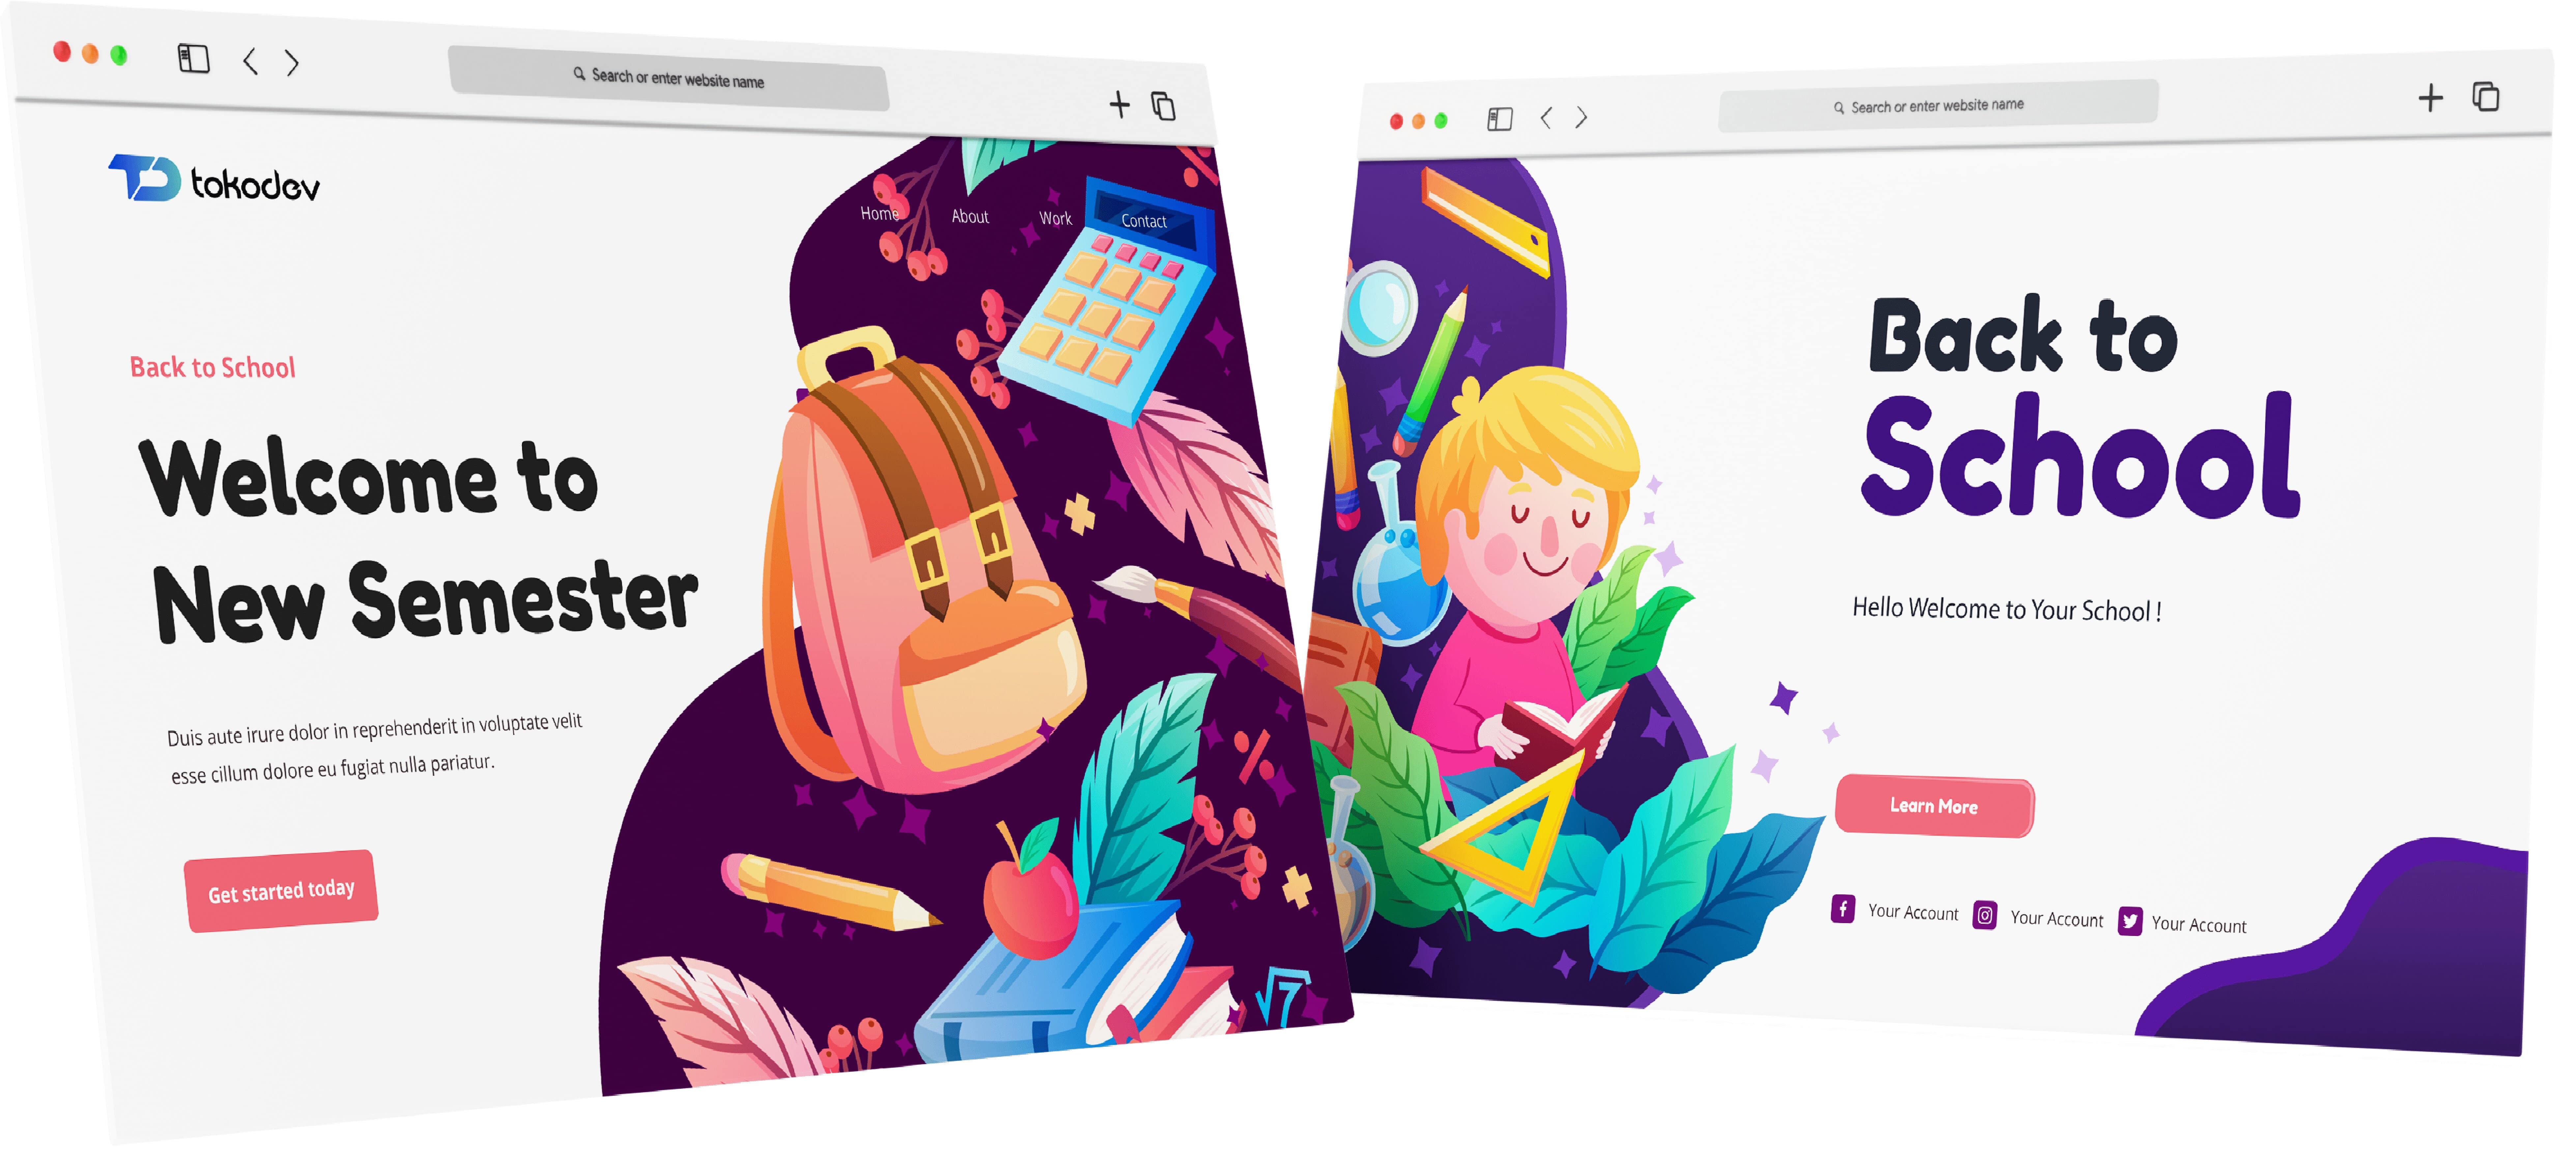 Search or enter website name
tokodev
Home About Work Contact
Back to School
Welcome to
New Semester
Duis aute irure dolor in reprehenderit in voluptate velit
esse cillum dolore eu fugiat nulla pariatur.
Get started today
%
%
√7
Search or enter website name
Back to
School
Hello Welcome to Your School !
Learn More
Your Account Your Account Your Account